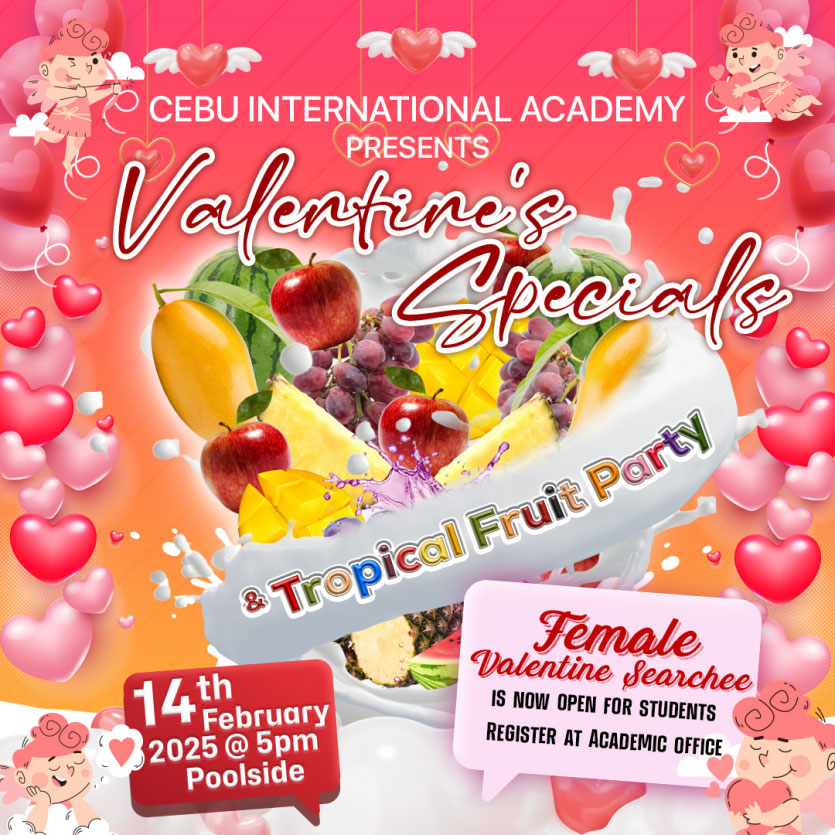 CEBU INTERNATIONAL ACADEMY
PRESENTS
Valentine's
Specials
& Tropical Fruit Party
Female
Valentine Searchee
IS NOW OPEN FOR STUDENTS
REGISTER AT ACADEMIC OFFICE
14th
February
2025 @ 5pm
Poolside